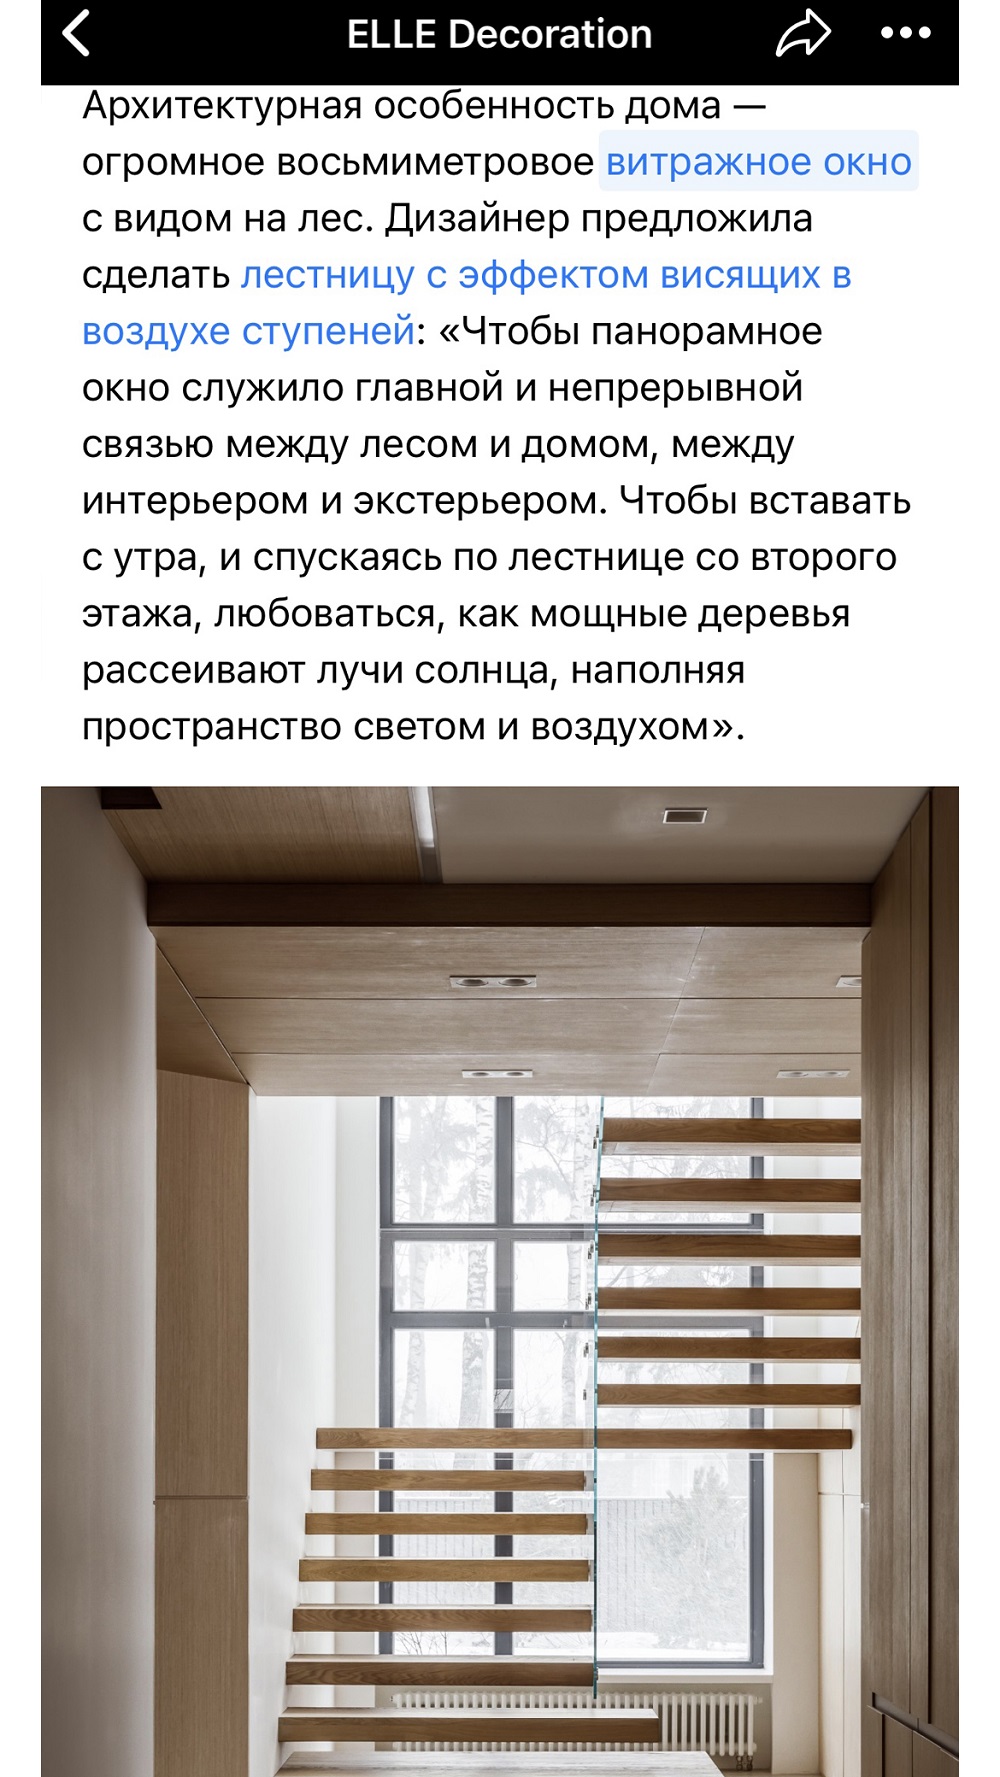 ELLE Decoration
Архитектурная особенность дома —
огромное восьмиметровое витражное окно
с видом на лес. Дизайнер предложила
сделать лестницу с эффектом висящих в
воздухе ступеней: «Чтобы панорамное
окно служило главной и непрерывной
связью между лесом и домом, между
интерьером и экстерьером. Чтобы вставать
с утра, и спускаясь по лестнице со второго
этажа, любоваться, как мощные деревья
рассеивают лучи солнца, наполняя
пространство светом и воздухом».